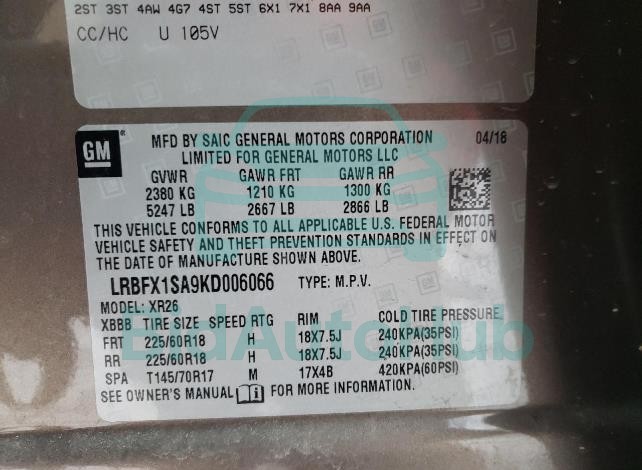 2ST 3ST 4AW 4G7 4ST 5ST 6X1 7X1 8AA 9AA
CC/HC U 105V
GM
MFD BY SAIC GENERAL MOTORS CORPORATION 04/18
LIMITED FOR GENERAL MOTORS LLC
GVWR GAWR FRT GAWR RR
2380 KG 1210 KG 1300 KG
5247 LB 2667 LB 2866 LB
THIS VEHICLE CONFORMS TO ALL APPLICABLE U.S. FEDERAL MOTOR
VEHICLE SAFETY AND THEFT PREVENTION STANDARDS IN EFFECT ON
THE DATE OF MANUFACTURE SHOWN ABOVE.
LRBFX1SA9KD006066 TYPE: M.P.V.
MODEL: XR26
XBBB TIRE SIZE SPEED RTG RIM COLD TIRE PRESSURE
FRT 225/60R18 H 18X7.5J 240KPA(35PSI)
RR 225/60R18 H 18X7.5J 240KPA(35PSI)
SPA T145/70R17 M 17X4B 420KPA(60PSI)
SEE OWNER'S MANUAL FOR MORE INFORMATION.
BidAutoHub